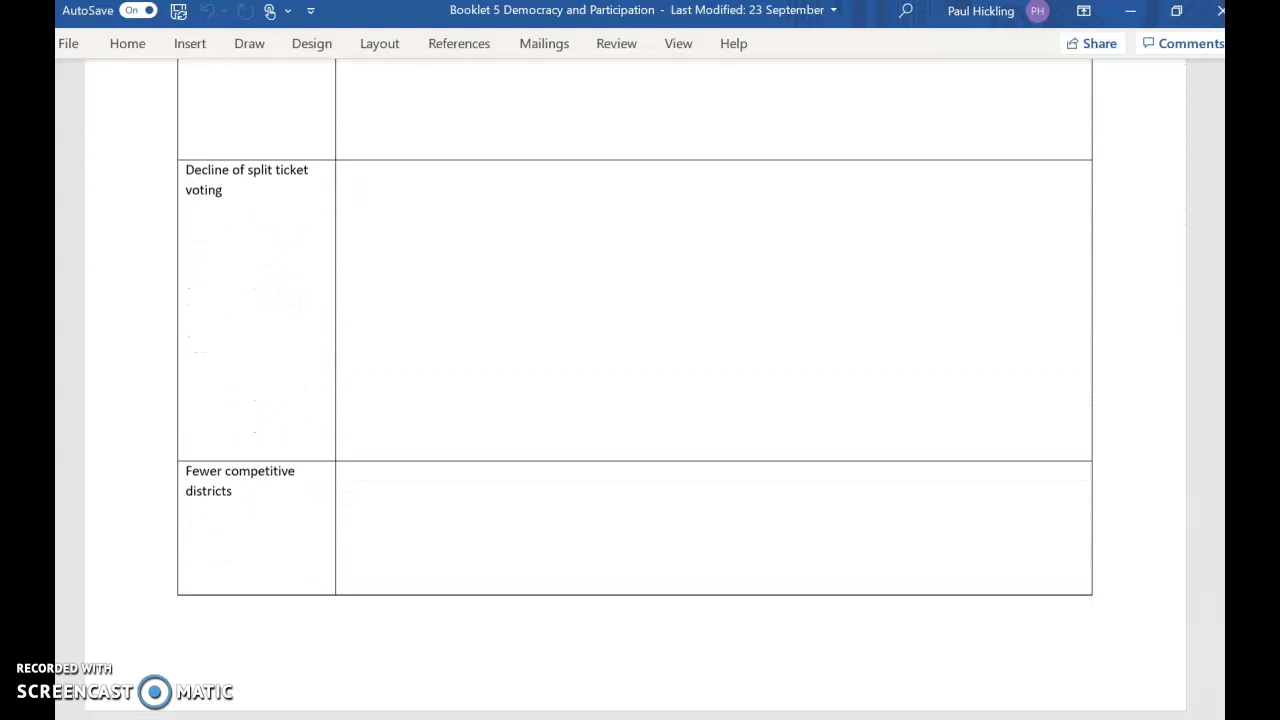 AutoSave On Booklet 5 Democracy and Participation - Last Modified: 23 September Paul Hickling PH
File Home Insert Draw Design Layout References Mailings Review View Help Share Comments
Decline of split ticket
voting
Fewer competitive
districts
RECORDED WITH
SCREENCAST MATIC